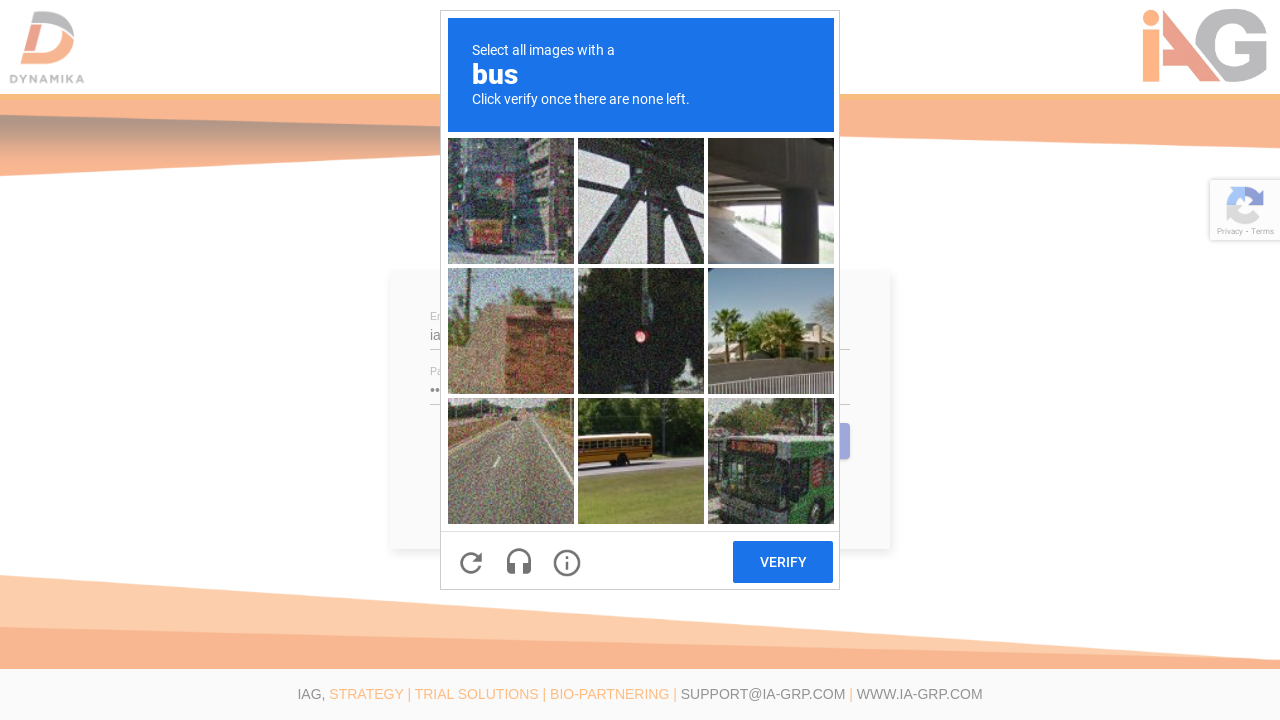 DYNAMIKA
iAG
Select all images with a
bus
Click verify once there are none left.
Privacy - Terms
ia
VERIFY
IAG, STRATEGY | TRIAL SOLUTIONS | BIO-PARTNERING | SUPPORT@IA-GRP.COM | WWW.IA-GRP.COM